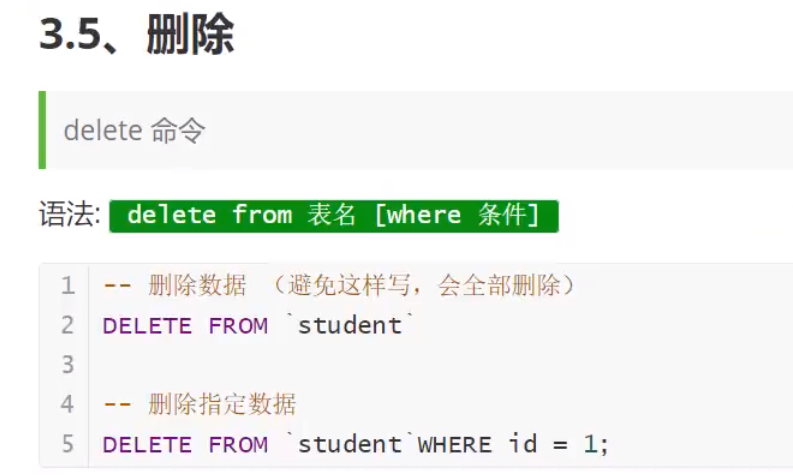 3.5、删除
delete 命令
语法: delete from 表名 [where 条件]
1 -- 删除数据 （避免这样写，会全部删除）
2 DELETE FROM `student`
3
4 -- 删除指定数据
5 DELETE FROM `student`WHERE id = 1;